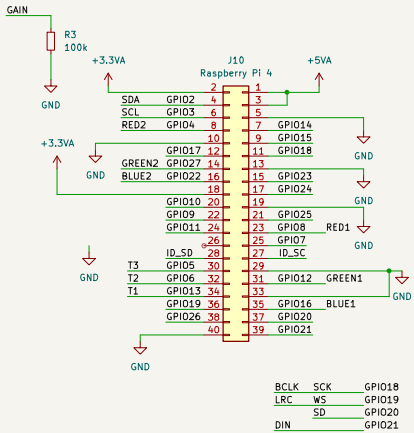 GAIN
R3
100k
GND
J10
Raspberry Pi 4
+3.3VA
+5VA
2 1
SDA GPIO2 4 3
SCL GPIO3 6 5
RED2 GPIO4 8 7 GPIO14
10 9 GPIO15
GND
+3.3VA
GPIO17 12 11 GPIO18
GND
GREEN2 GPIO27 14 13
BLUE2 GPIO22 16 15 GPIO23
18 17 GPIO24
GND
GPIO10 20 19
GPIO9 22 21 GPIO25
GPIO11 24 23 GPIO8 RED1
GND
26 25 GPIO7
ID_SD 28 27 ID_SC
GND
T3 GPIO5 30 29
T2 GPIO6 32 31 GPIO12 GREEN1
GND
T1 GPIO13 34 33
GPIO19 36 35 GPIO16 BLUE1
GPIO26 38 37 GPIO20
40 39 GPIO21
GND
BCLK SCK GPIO18
LRC WS GPIO19
SD GPIO20
DIN GPIO21